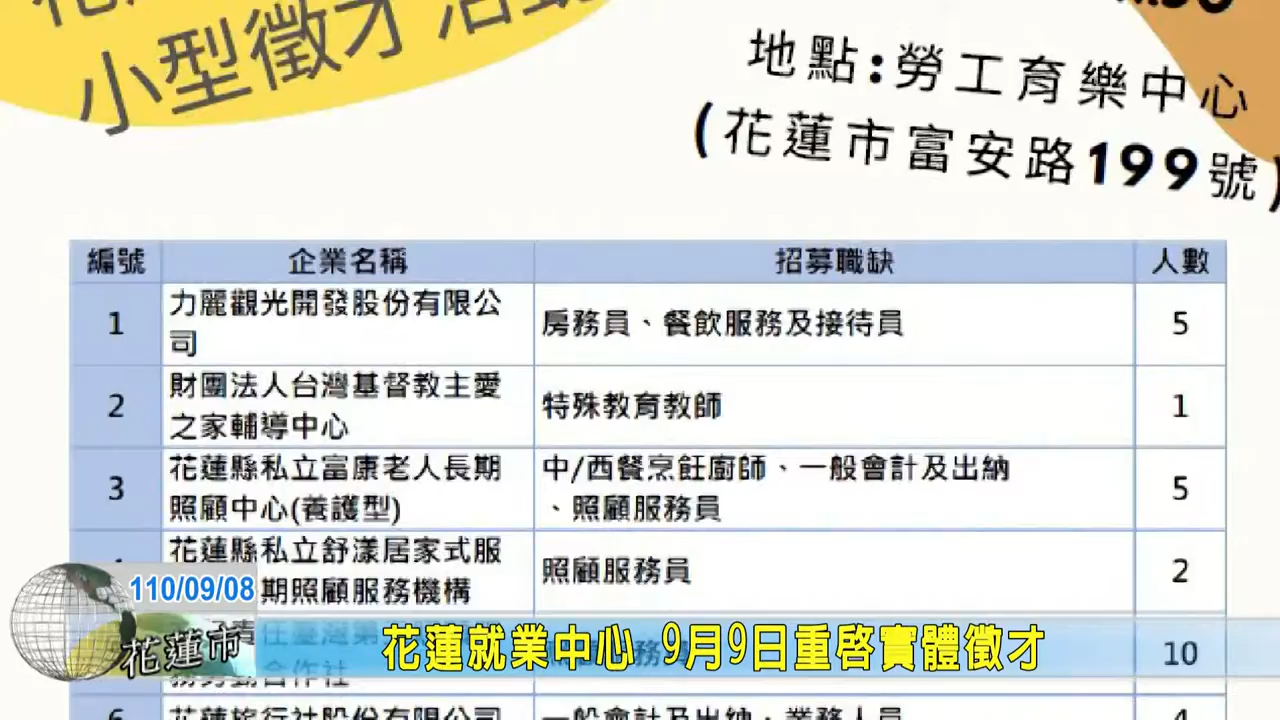 小型徵才活動
地點:勞工育樂中心
(花蓮市富安路199號)
編號 企業名稱 招募職缺 人數
1 力麗觀光開發股份有限公司 房務員、餐飲服務及接待員 5
2 財團法人台灣基督教主愛之家輔導中心 特殊教育教師 1
3 花蓮縣私立富康老人長期照顧中心(養護型) 中/西餐烹飪廚師、一般會計及出納、照顧服務員 5
花蓮縣私立舒漾居家式服 期照顧服務機構 照顧服務員 2
110/09/08
花蓮市
花蓮就業中心 9月9日重啓實體徵才
10
6 花蓮旅行社股份有限公司 一般會計及出納、業務人員 4